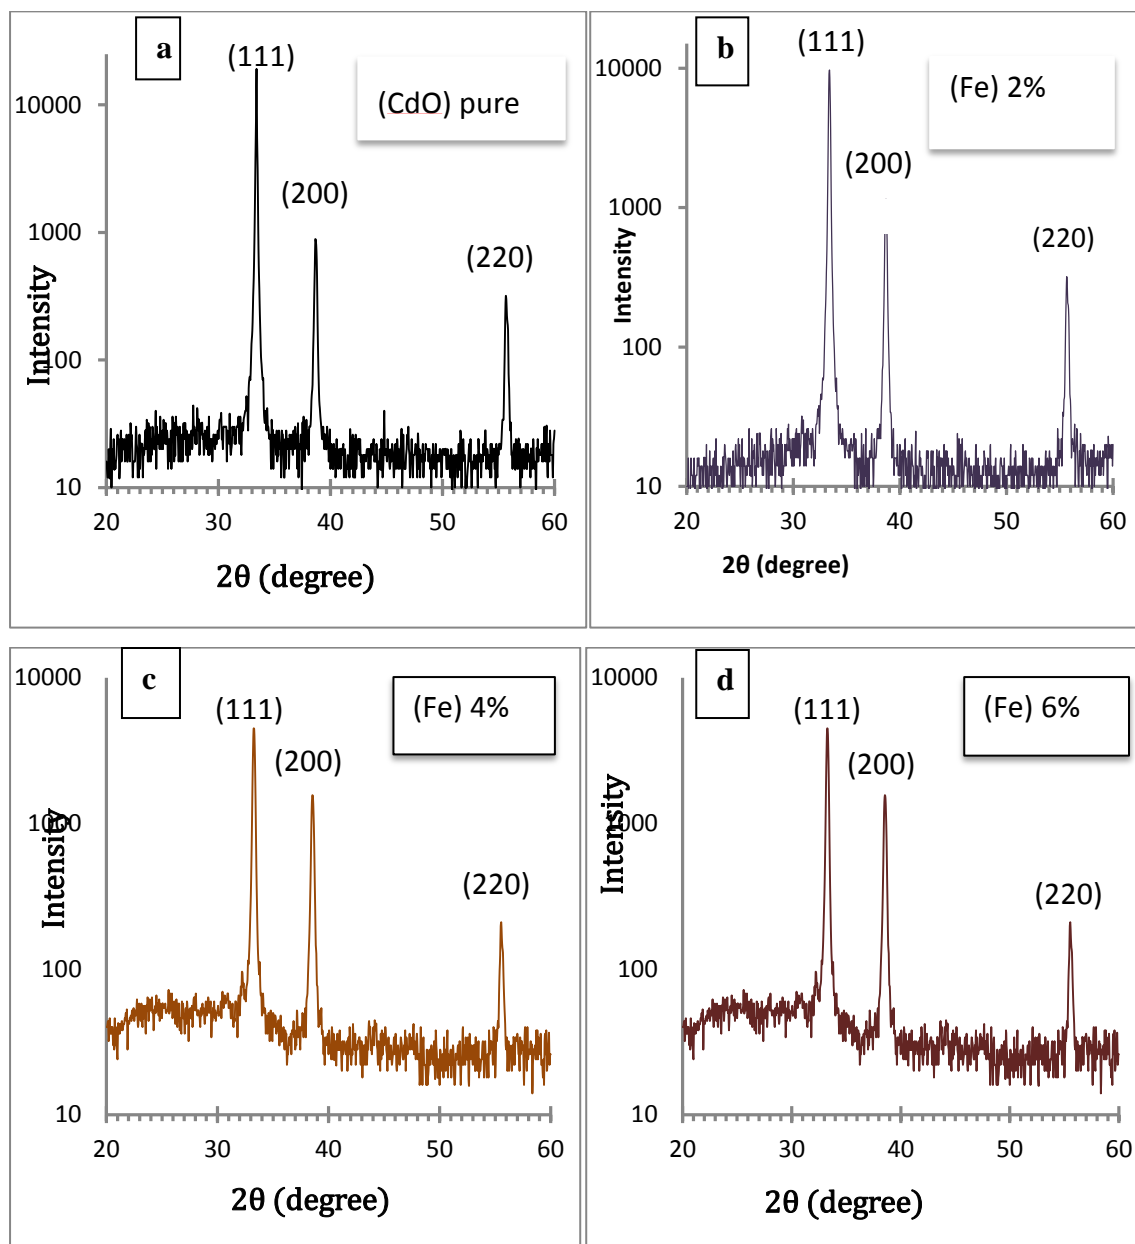 a
(111)
(CdO) pure
(200)
(220)
10000
1000
100
10
Intensity
20 30 40 50 60
2θ (degree)
b
(111)
(Fe) 2%
(200)
(220)
10000
1000
100
10
Intensity
20 30 40 50 60
2θ (degree)
c
(111)
(Fe) 4%
(200)
(220)
10000
1000
100
10
Intensity
20 30 40 50 60
2θ (degree)
d
(111)
(Fe) 6%
(200)
(220)
10000
1000
100
10
Intensity
20 30 40 50 60
2θ (degree)